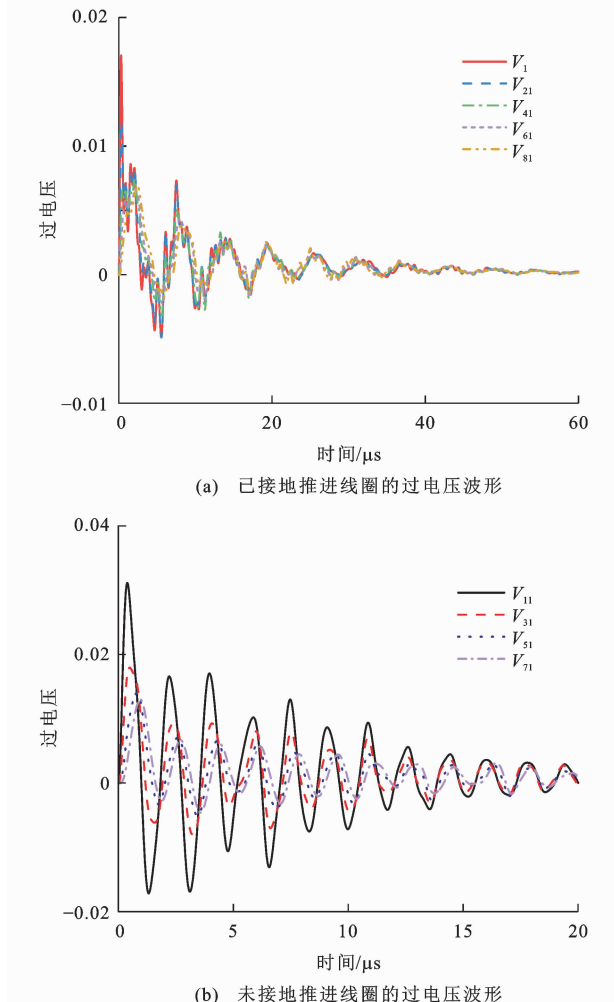 0.02
V₁
V₂₁
V₄₁
V₆₁
V₈₁
0.01
过电压
0
−0.01
0 20 40 60
时间/μs
(a) 已接地推进线圈的过电压波形
0.04
V₁₁
V₃₁
V₅₁
V₇₁
0.02
过电压
0
−0.02
0 5 10 15 20
时间/μs
(b) 未接地推进线圈的过电压波形